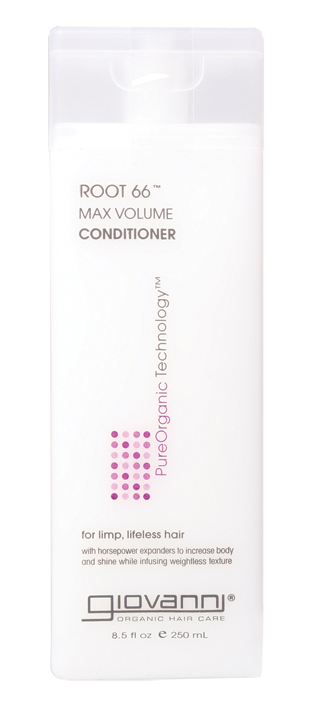 ROOT 66™
MAX VOLUME
CONDITIONER
PureOrganic Technology™
for limp, lifeless hair
with horsepower expanders to increase body
and shine while infusing weightless texture
giovanni®
ORGANIC HAIR CARE
8.5 fl oz ℮ 250 mL